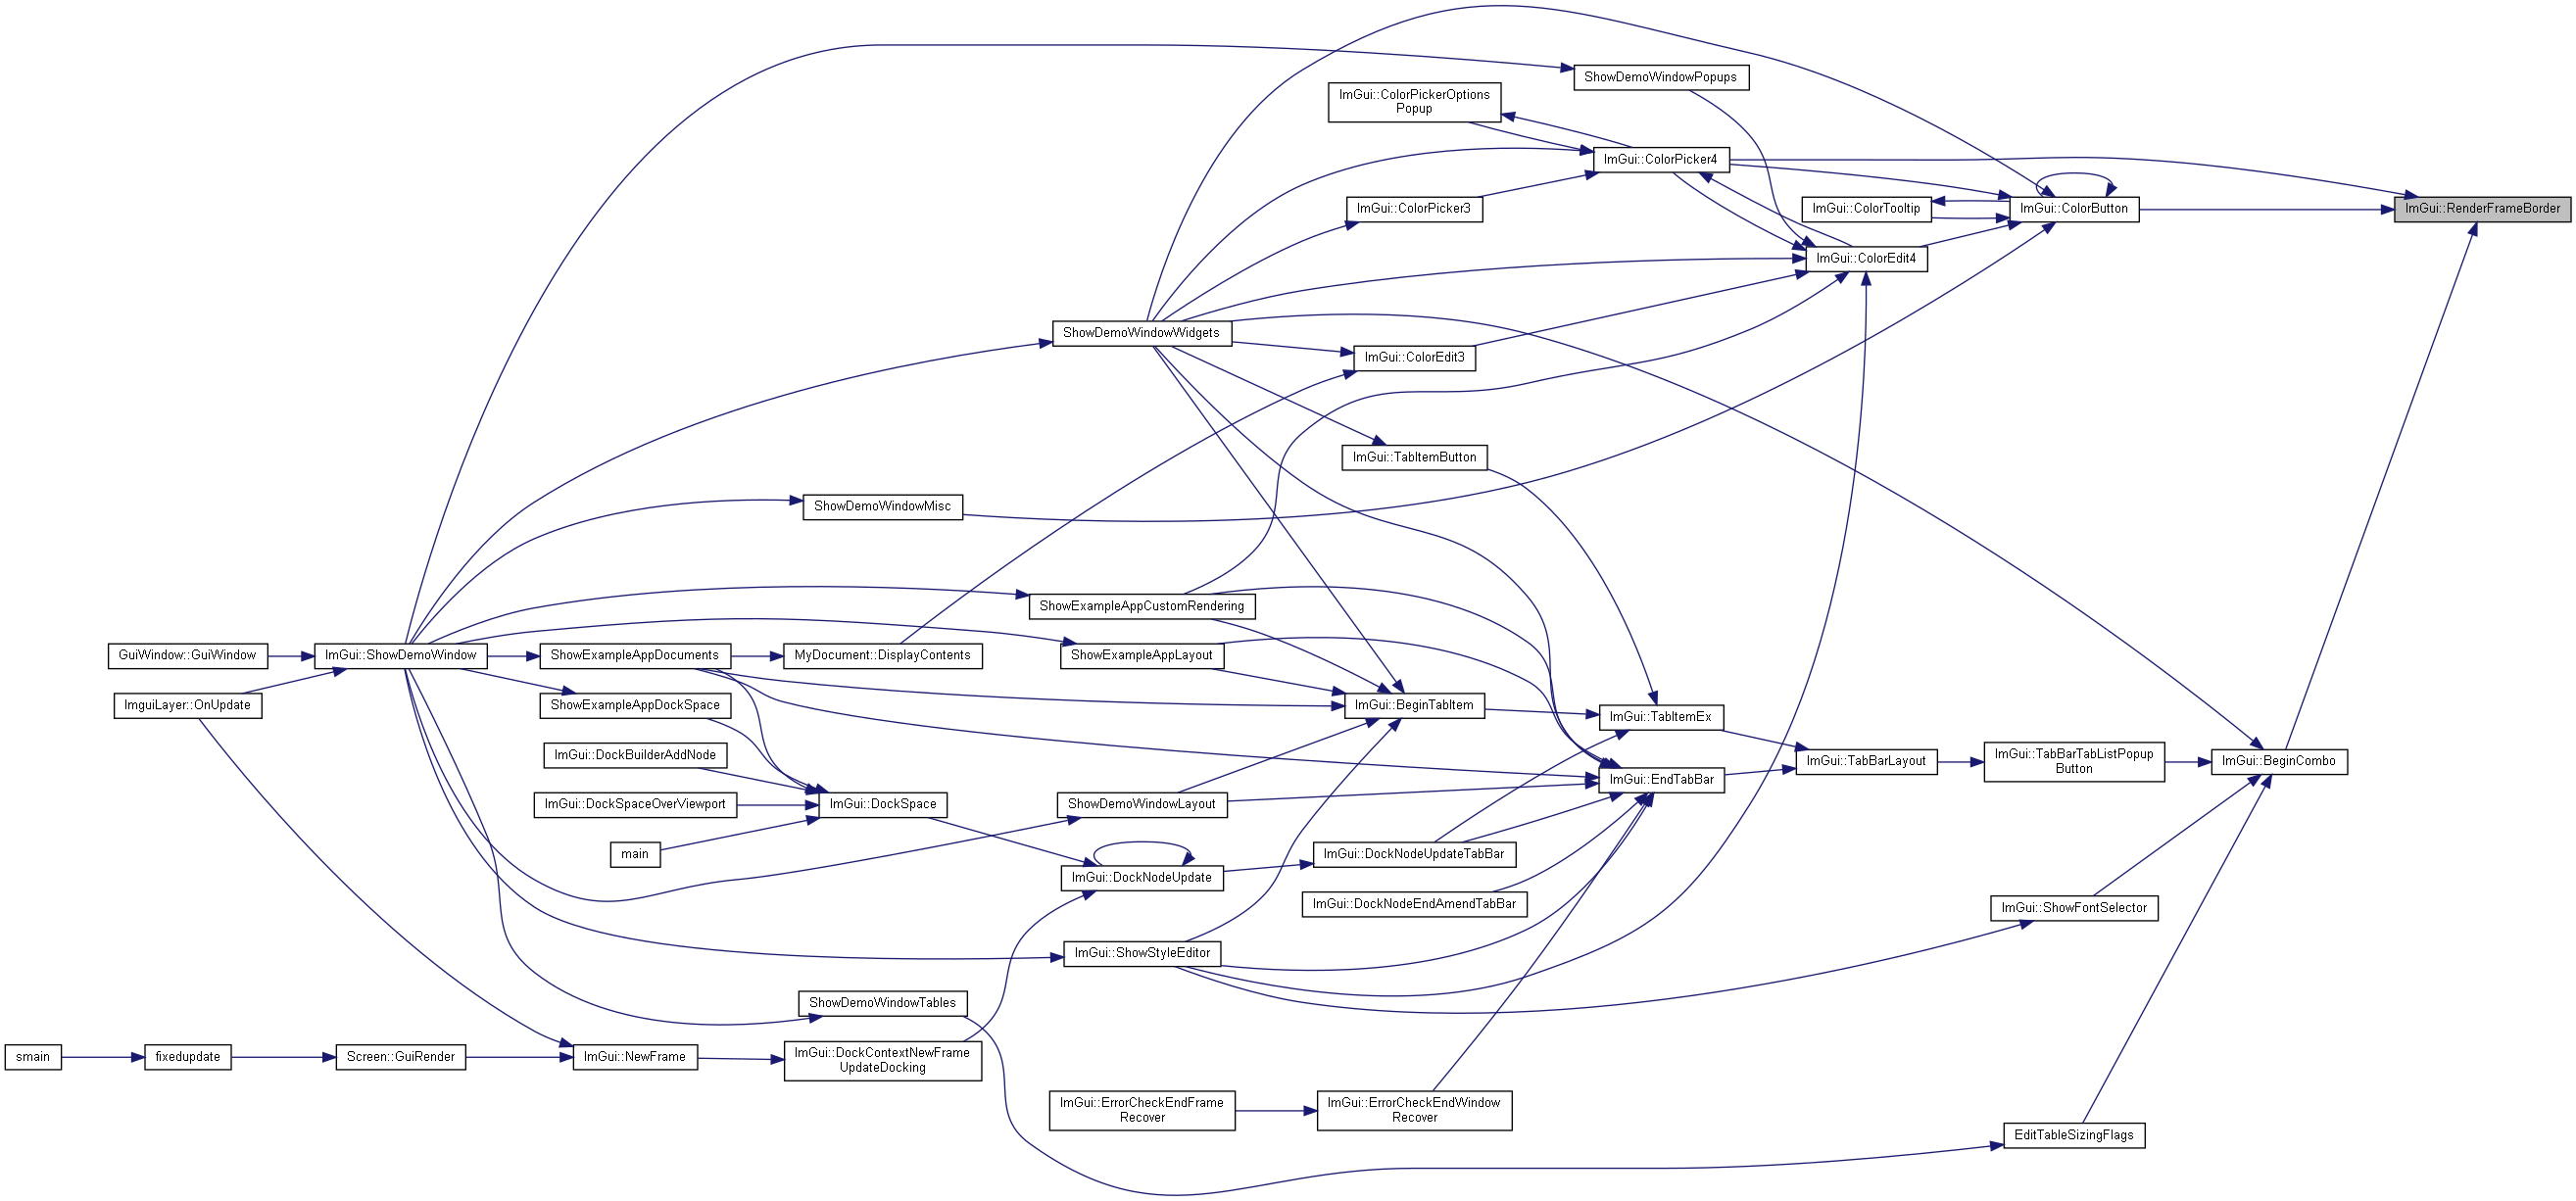 ShowDemoWindowPopups
ImGui::ColorPickerOptions
Popup
ImGui::ColorPicker4
ImGui::ColorPicker3
ImGui::ColorTooltip
ImGui::ColorButton
ImGui::RenderFrameBorder
ImGui::ColorEdit4
ShowDemoWindowWidgets
ImGui::ColorEdit3
ImGui::TabItemButton
ShowDemoWindowMisc
ShowExampleAppCustomRendering
GuiWindow::GuiWindow
ImGui::ShowDemoWindow
ShowExampleAppDocuments
MyDocument::DisplayContents
ShowExampleAppLayout
ImguiLayer::OnUpdate
ShowExampleAppDockSpace
ImGui::BeginTabItem
ImGui::TabItemEx
ImGui::DockBuilderAddNode
ImGui::EndTabBar
ImGui::TabBarLayout
ImGui::TabBarTabListPopup
Button
ImGui::BeginCombo
ImGui::DockSpaceOverViewport
ImGui::DockSpace
ShowDemoWindowLayout
main
ImGui::DockNodeUpdateTabBar
ImGui::DockNodeUpdate
ImGui::DockNodeEndAmendTabBar
ImGui::ShowFontSelector
ImGui::ShowStyleEditor
ShowDemoWindowTables
smain
fixedupdate
Screen::GuiRender
ImGui::NewFrame
ImGui::DockContextNewFrame
UpdateDocking
ImGui::ErrorCheckEndFrame
Recover
ImGui::ErrorCheckEndWindow
Recover
EditTableSizingFlags